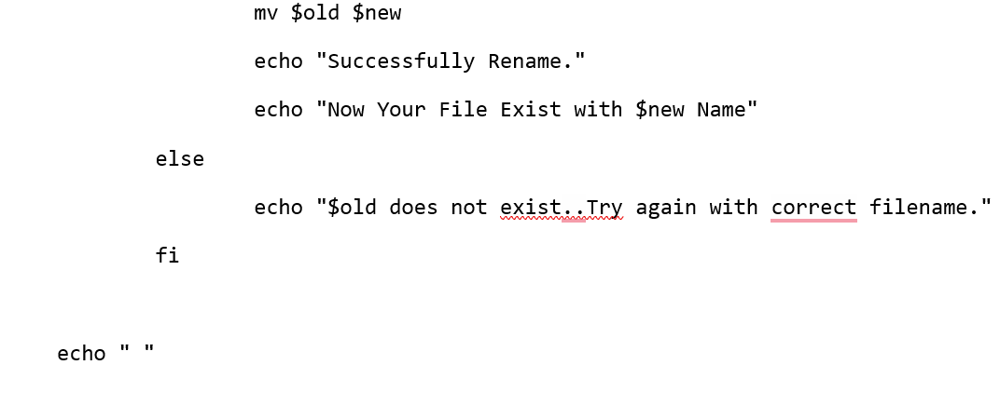 mv $old $new
echo "Successfully Rename."
echo "Now Your File Exist with $new Name"
else
echo "$old does not exist..Try again with correct filename."
fi
echo " "